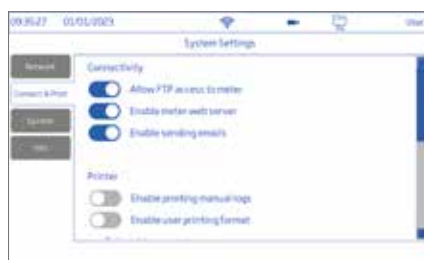 09:35:27 01/01/2023 User
System Settings
Network
Connectivity
Allow FTP access to meter
Connect & Print
Enable meter web server
System
Enable sending emails
Printer
Enable printing manual logs
Enable user printing format